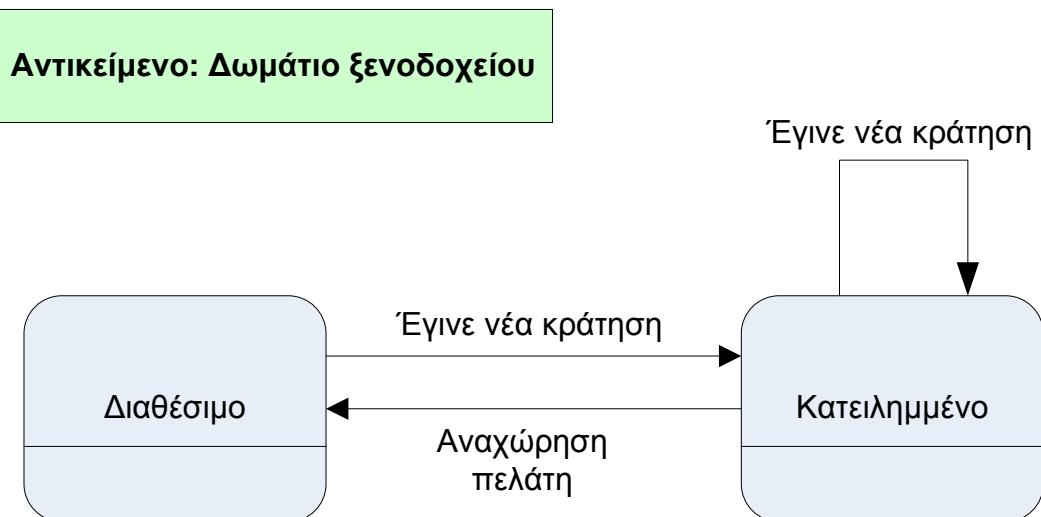 Αντικείμενο: Δωμάτιο ξενοδοχείου
Έγινε νέα κράτηση
Έγινε νέα κράτηση
Διαθέσιμο
Κατειλημμένο
Αναχώρηση
πελάτη